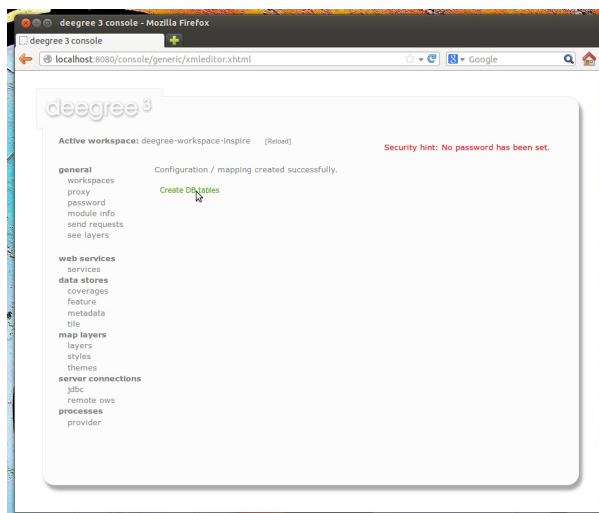 deegree 3 console - Mozilla Firefox
deegree 3 console
localhost:8080/console/generic/xmleditor.xhtml
Google
deegree 3
Active workspace: deegree-workspace-inspire [Reload]
Security hint: No password has been set.
general
Configuration / mapping created successfully.
workspaces
proxy
Create DB tables
password
module info
send requests
see layers
web services
services
data stores
coverages
feature
metadata
tile
map layers
layers
styles
themes
server connections
jdbc
remote ows
processes
provider